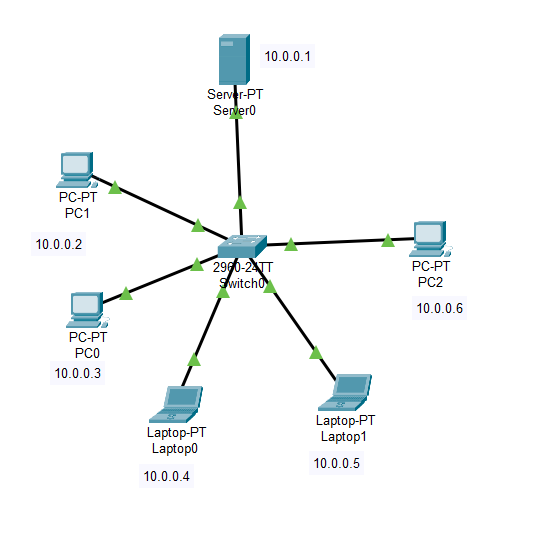 10.0.0.1
Server-PT
Server0
PC-PT
PC1
10.0.0.2
2960-24TT
Switch0
PC-PT
PC2
10.0.0.6
PC-PT
PC0
10.0.0.3
Laptop-PT
Laptop0
10.0.0.4
Laptop-PT
Laptop1
10.0.0.5